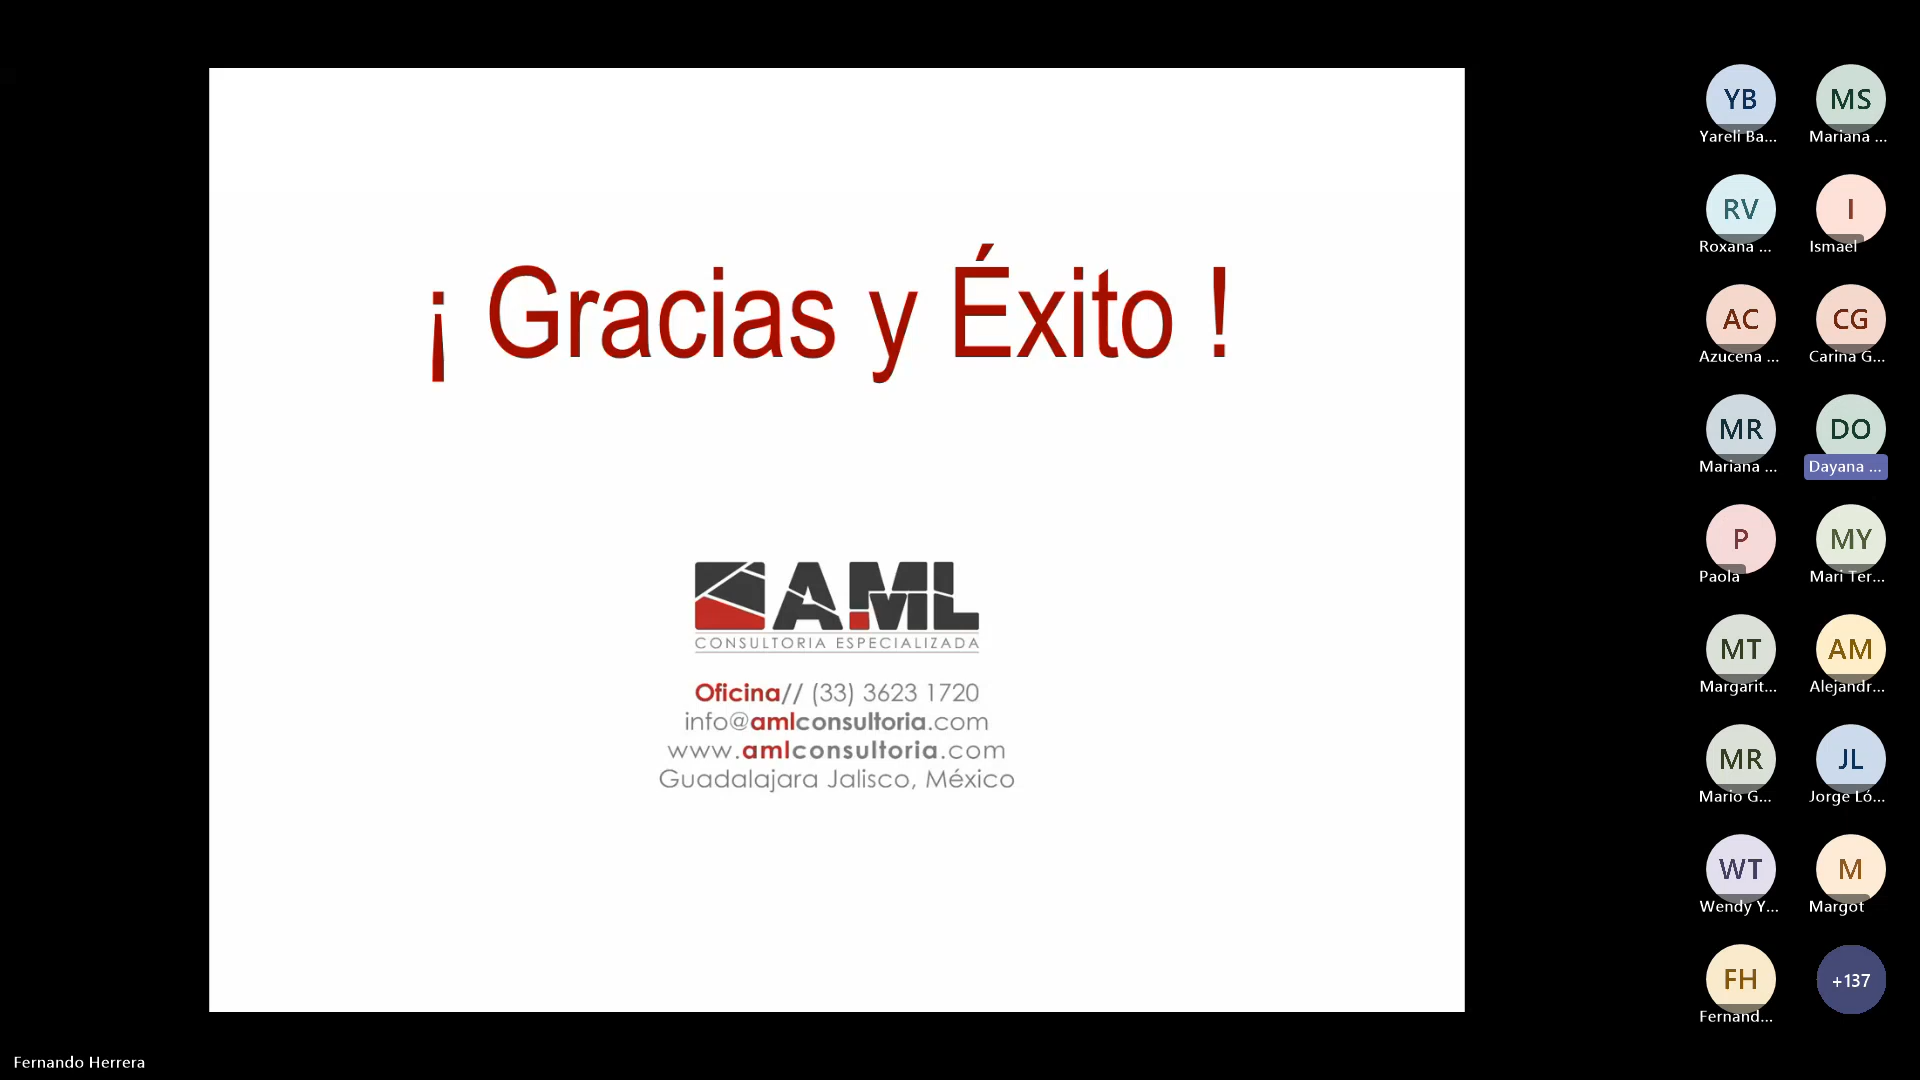 ¡ Gracias y Éxito !
AML
CONSULTORIA ESPECIALIZADA
Oficina// (33) 3623 1720
info@amlconsultoria.com
www.amlconsultoria.com
Guadalajara Jalisco, México
YB
Yareli Ba...
MS
Mariana ...
RV
Roxana ...
I
Ismael
AC
Azucena ...
CG
Carina G...
MR
Mariana ...
DO
Dayana ...
P
Paola
MY
Mari Ter...
MT
Margarit...
AM
Alejandr...
MR
Mario G...
JL
Jorge Ló...
WT
Wendy Y...
M
Margot
FH
Fernand...
+137
Fernando Herrera